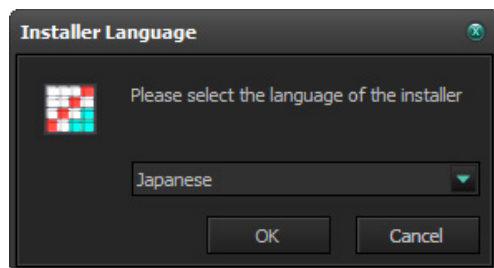 Installer Language
Please select the language of the installer
Japanese
OK
Cancel